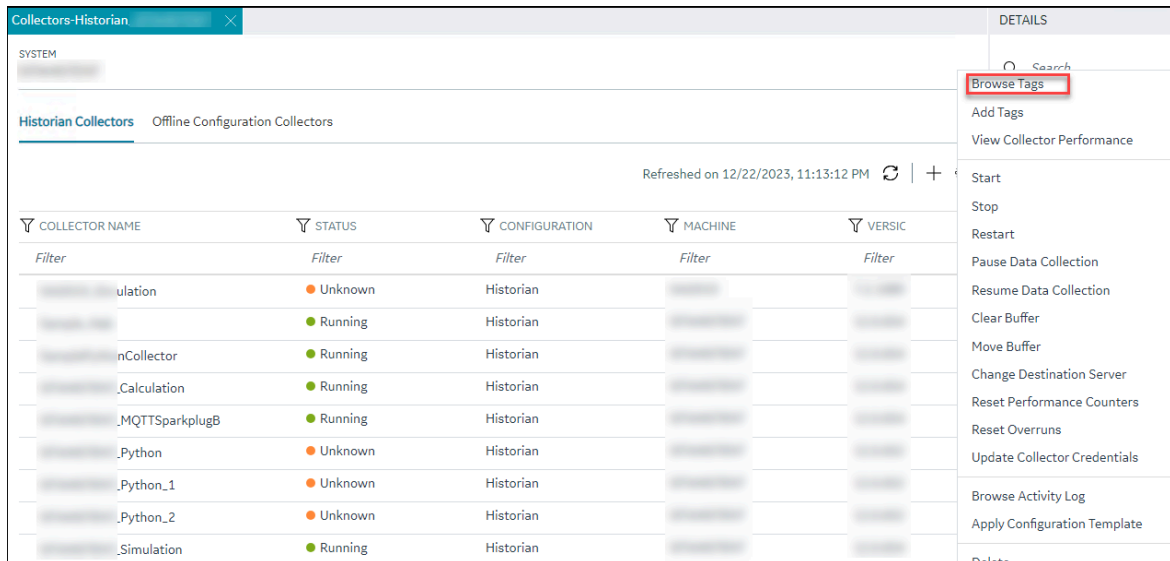 Collectors-Historian
DETAILS
SYSTEM
Search
Browse Tags
Add Tags
View Collector Performance
Start
Stop
Restart
Pause Data Collection
Resume Data Collection
Clear Buffer
Move Buffer
Change Destination Server
Reset Performance Counters
Reset Overruns
Update Collector Credentials
Browse Activity Log
Apply Configuration Template
Delete
Historian Collectors Offline Configuration Collectors
Refreshed on 12/22/2023, 11:13:12 PM
COLLECTOR NAME STATUS CONFIGURATION MACHINE VERSIC
Filter Filter Filter Filter Filter
ulation Unknown Historian
Running Historian
nCollector Running Historian
_Calculation Running Historian
_MQTTSparkplugB Running Historian
_Python Unknown Historian
_Python_1 Unknown Historian
_Python_2 Unknown Historian
_Simulation Running Historian